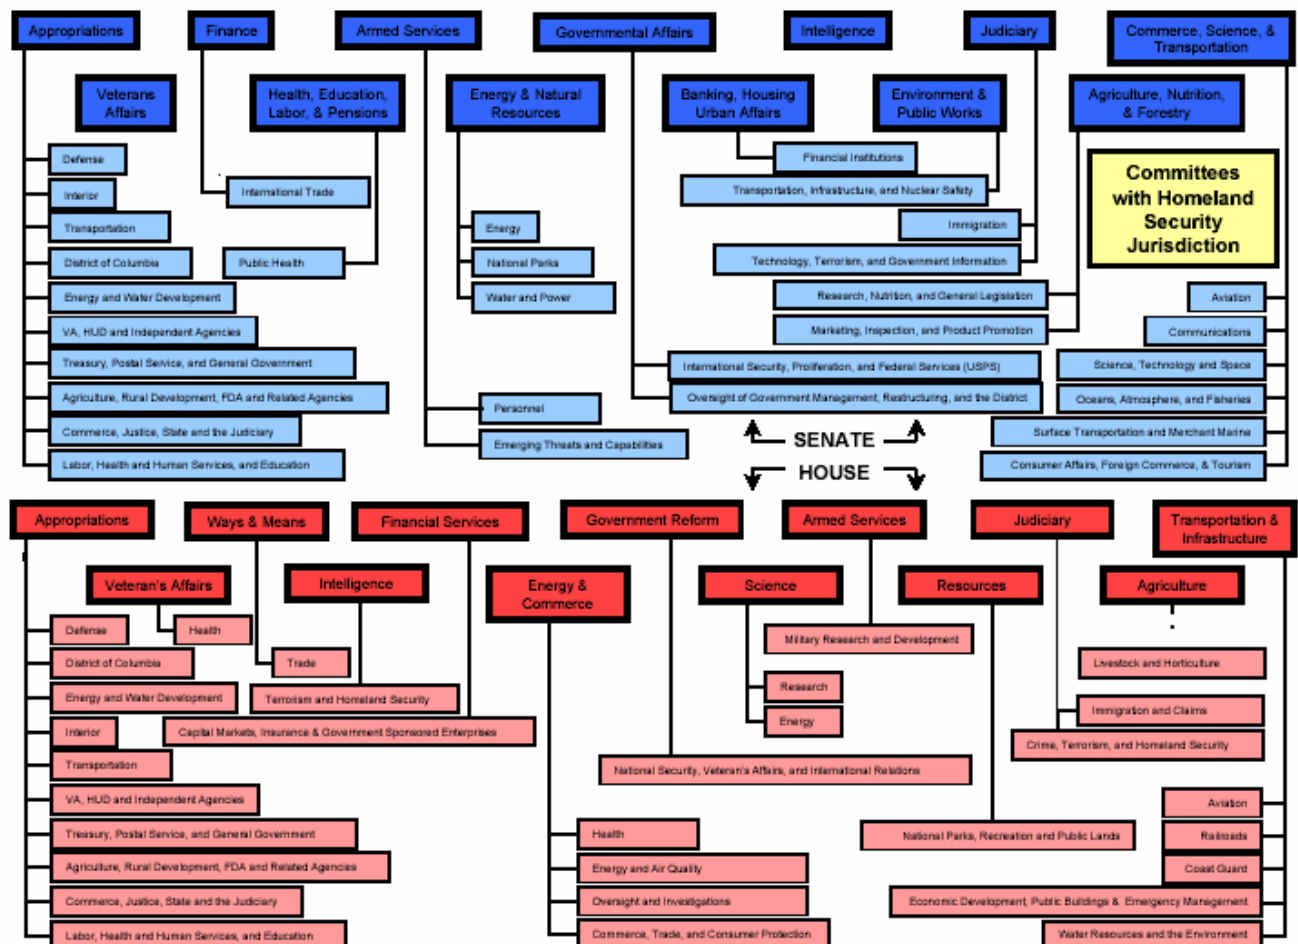 Appropriations
Finance
Armed Services
Governmental Affairs
Intelligence
Judiciary
Commerce, Science, &
Transportation
Veterans
Affairs
Health, Education,
Labor, & Pensions
Energy & Natural
Resources
Banking, Housing
Urban Affairs
Environment &
Public Works
Agriculture, Nutrition,
& Forestry
Defense
Interior
Transportation
District of Columbia
Energy and Water Development
VA, HUD and Independent Agencies
Treasury, Postal Service, and General Government
Agriculture, Rural Development, FDA and Related Agencies
Commerce, Justice, State and the Judiciary
Labor, Health and Human Services, and Education
International Trade
Public Health
Energy
National Parks
Water and Power
Personnel
Emerging Threats and Capabilities
Financial Institutions
Transportation, Infrastructure, and Nuclear Safety
Immigration
Technology, Terrorism, and Government Information
Research, Nutrition, and General Legislation
Marketing, Inspection, and Product Promotion
International Security, Proliferation, and Federal Services (USPS)
Oversight of Government Management, Restructuring, and the District
Committees
with Homeland
Security
Jurisdiction
Aviation
Communications
Science, Technology and Space
Oceans, Atmosphere, and Fisheries
Surface Transportation and Merchant Marine
Consumer Affairs, Foreign Commerce, & Tourism
SENATE
HOUSE
Appropriations
Ways & Means
Financial Services
Government Reform
Armed Services
Judiciary
Transportation &
Infrastructure
Veteran's Affairs
Intelligence
Energy &
Commerce
Science
Resources
Agriculture
Defense
District of Columbia
Energy and Water Development
Interior
Transportation
VA, HUD and Independent Agencies
Treasury, Postal Service, and General Government
Agriculture, Rural Development, FDA and Related Agencies
Commerce, Justice, State and the Judiciary
Labor, Health and Human Services, and Education
Health
Trade
Terrorism and Homeland Security
Capital Markets, Insurance & Government Sponsored Enterprises
Health
Energy and Air Quality
Oversight and Investigations
Commerce, Trade, and Consumer Protection
Military Research and Development
Research
Energy
National Security, Veteran's Affairs, and International Relations
National Parks, Recreation and Public Lands
Livestock and Horticulture
Immigration and Claims
Crime, Terrorism, and Homeland Security
Aviation
Railroads
Coast Guard
Economic Development, Public Buildings & Emergency Management
Water Resources and the Environment